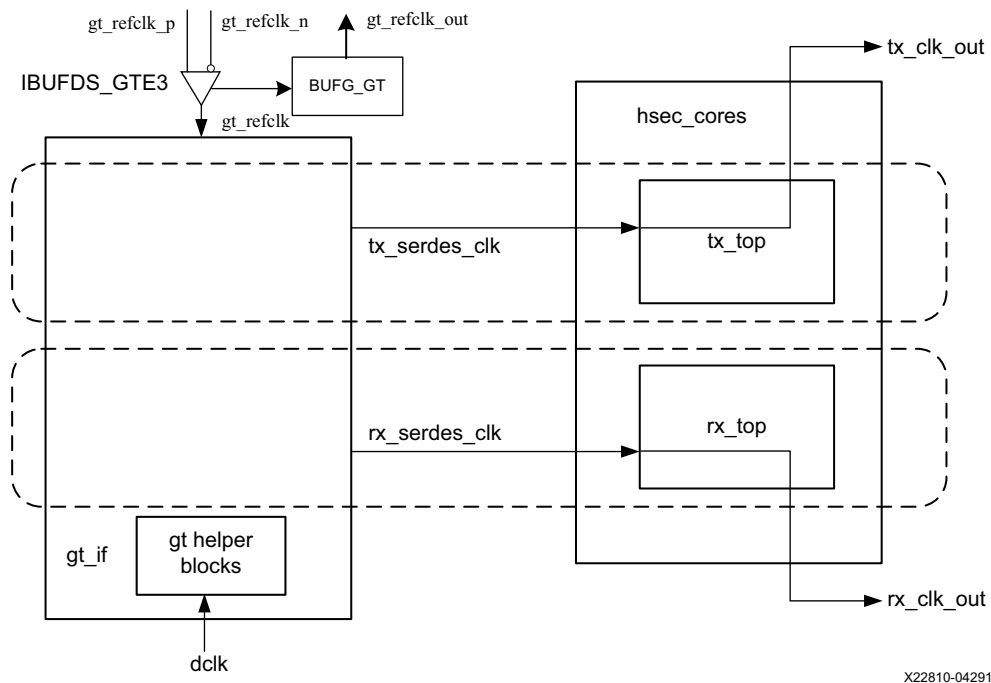 gt_refclk_p
gt_refclk_n
gt_refclk_out
IBUFDS_GTE3
BUFG_GT
gt_refclk
tx_clk_out
hsec_cores
tx_serdes_clk
tx_top
rx_serdes_clk
rx_top
gt_if
gt helper
blocks
rx_clk_out
dclk
X22810-04291